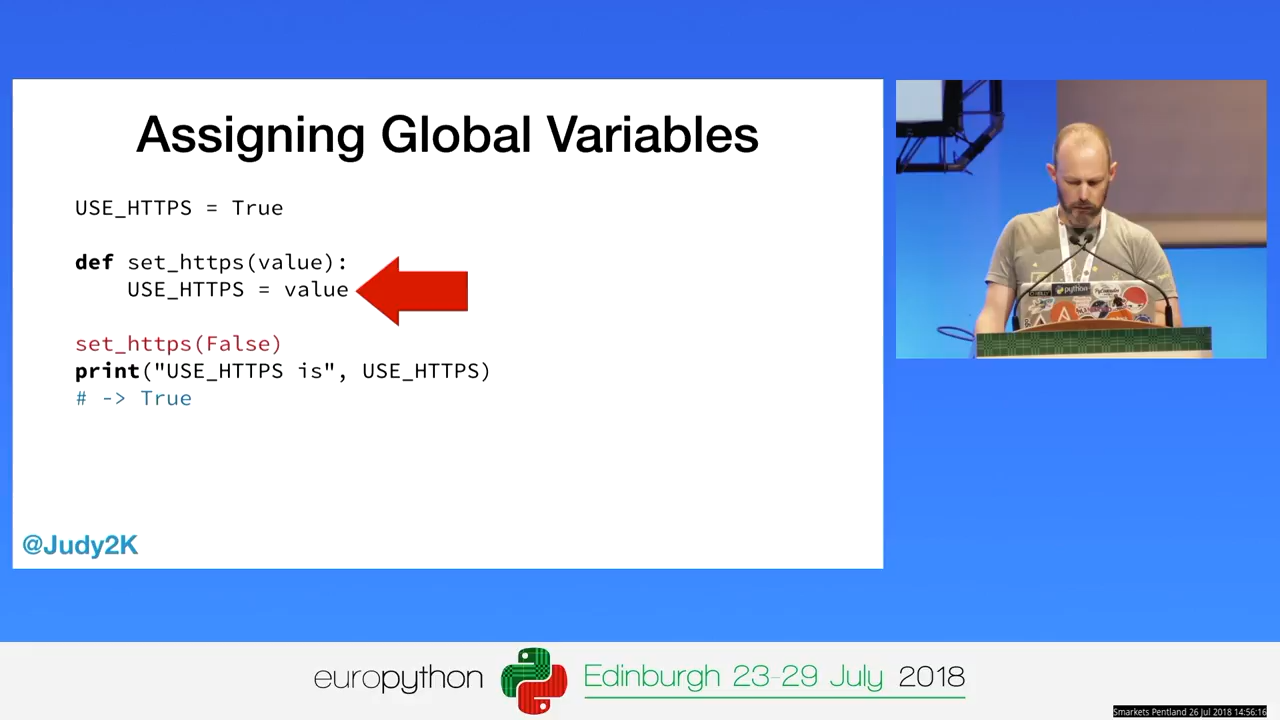 Assigning Global Variables
USE_HTTPS = True
def set_https(value):
USE_HTTPS = value
set_https(False)
print("USE_HTTPS is", USE_HTTPS)
# -> True
@Judy2K
python
europython
Edinburgh 23-29 July 2018
Smarkets Pentland 26 Jul 2018 14:56:16